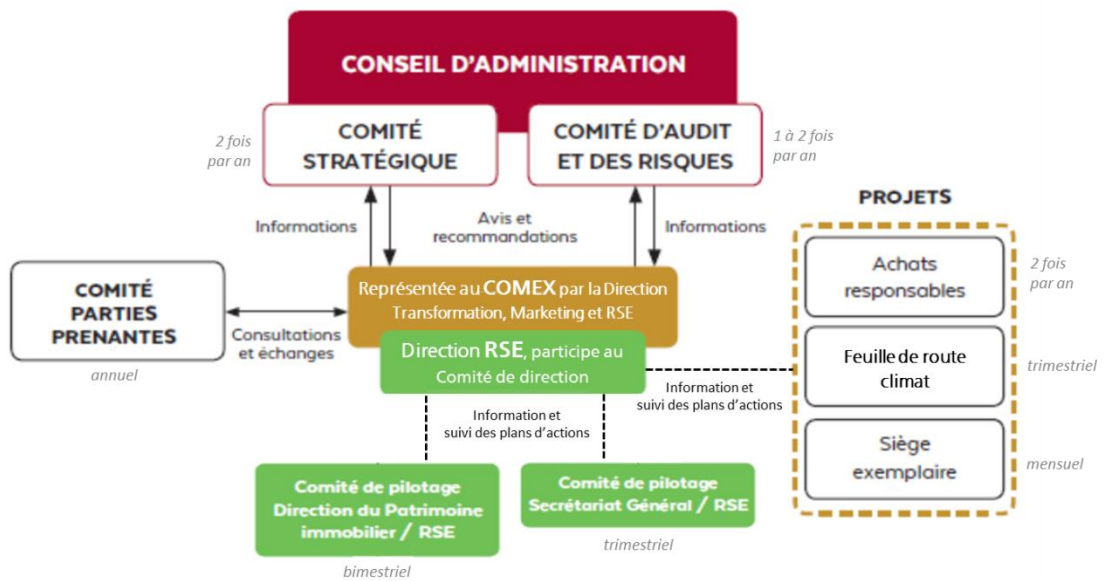 CONSEIL D'ADMINISTRATION
2 fois
par an
COMITÉ
STRATÉGIQUE
COMITÉ D'AUDIT
ET DES RISQUES
1 à 2 fois
par an
Informations
Avis et
recommandations
Informations
PROJETS
COMITÉ
PARTIES
PRENANTES
annuel
Consultations
et échanges
Représentée au COMEX par la Direction
Transformation, Marketing et RSE
Direction RSE, participe au
Comité de direction
Information et
suivi des plans d'actions
Information et
suivi des plans d'actions
Achats
responsables
2 fois
par an
Feuille de route
climat
trimestriel
Siège
exemplaire
mensuel
Comité de pilotage
Direction du Patrimoine
immobilier / RSE
bimestriel
Comité de pilotage
Secrétariat Général / RSE
trimestriel